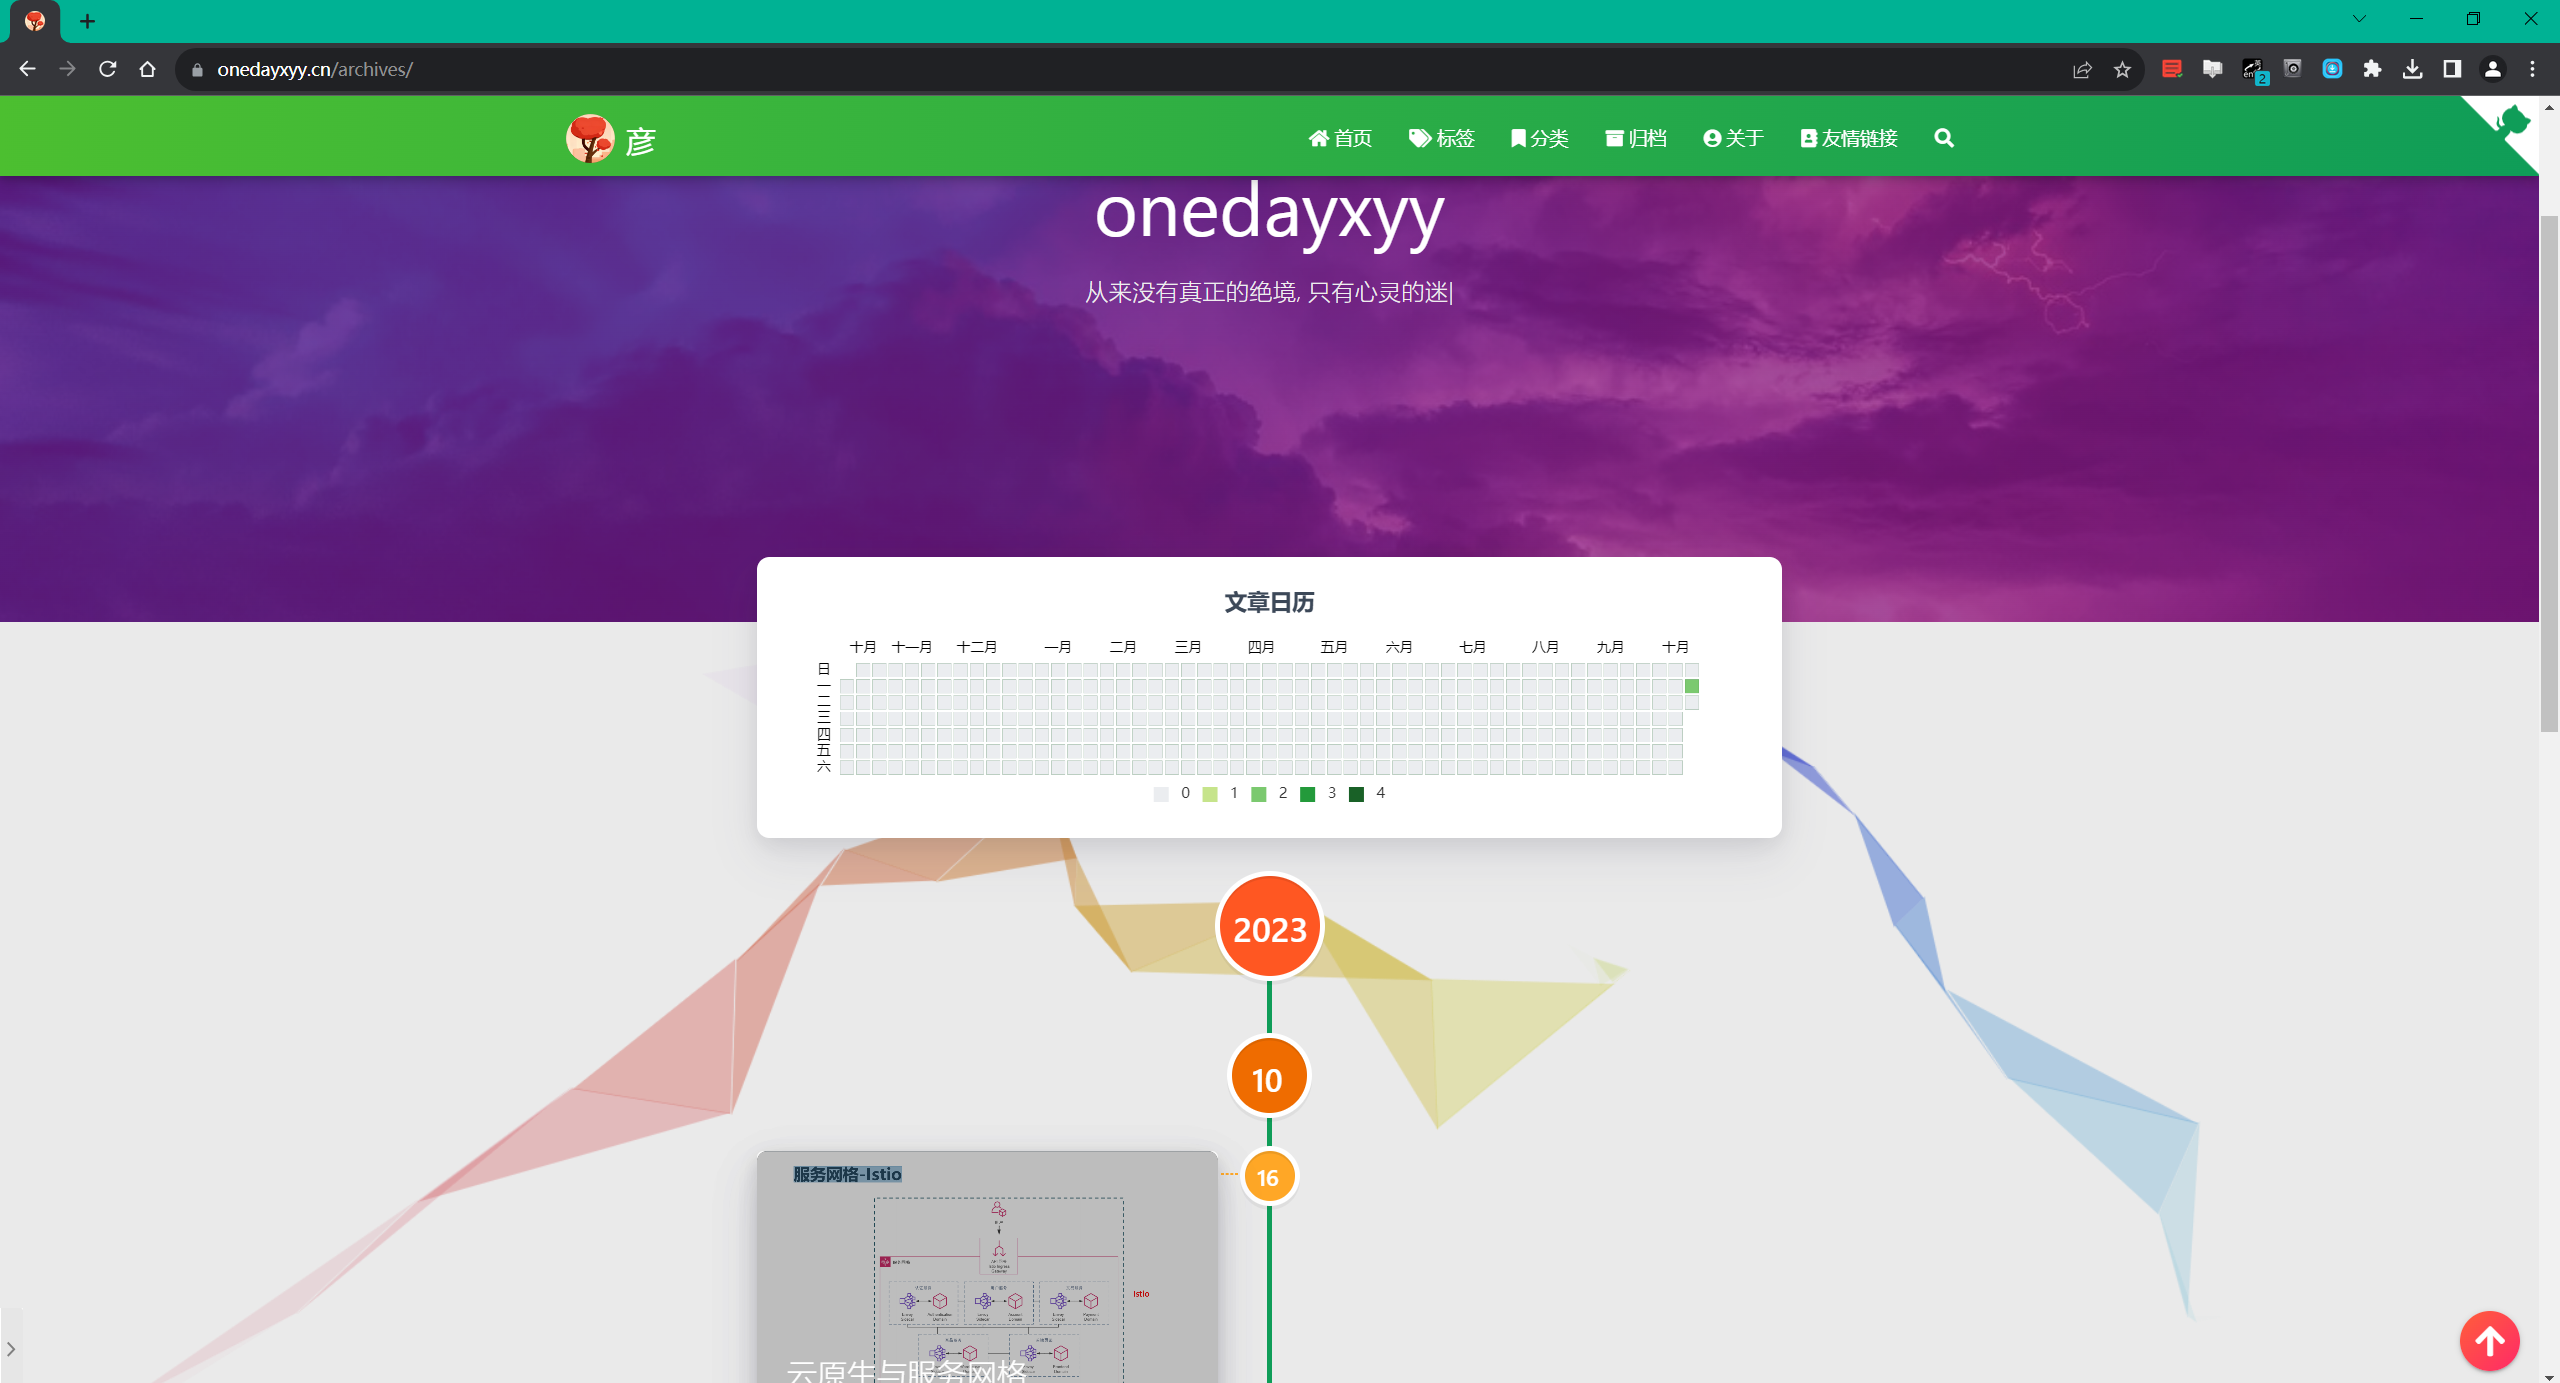 onedayxyy.cn/archives/
2
彦
首页 标签 分类 归档 关于 友情链接
onedayxyy
从来没有真正的绝境, 只有心灵的迷|
文章日历
十月 十一月 十二月 一月 二月 三月 四月 五月 六月 七月 八月 九月 十月
日
一
二
三
四
五
六
0 1 2 3 4
2023
10
16
服务网格-Istio
Istio
云原生与服务网格